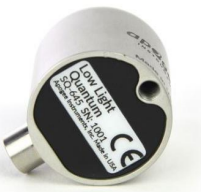 Low Light
Quantum
SQ-645 SN: 1001
Apogee Instruments, Inc. Made in USA
CE